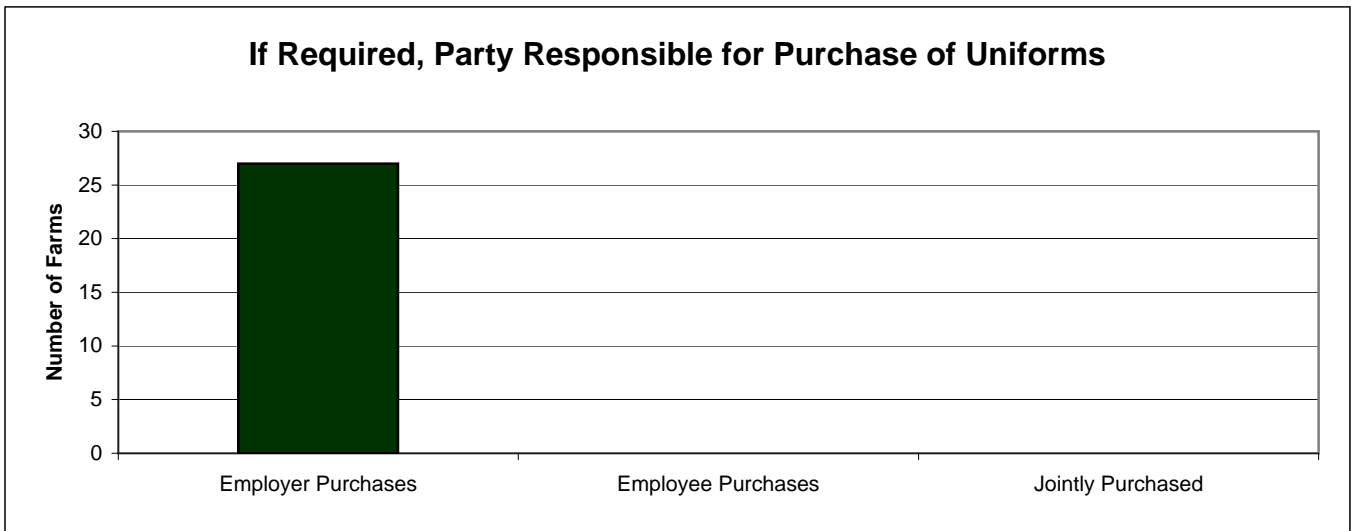 If Required, Party Responsible for Purchase of Uniforms
30
25
20
15
10
5
0
Number of Farms
Employer Purchases Employee Purchases Jointly Purchased